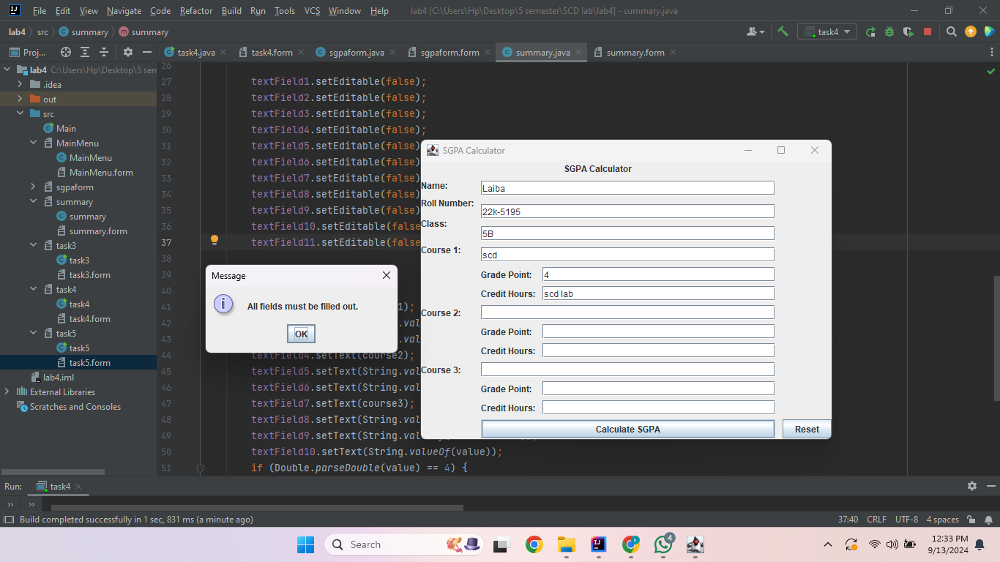 File Edit View Navigate Code Refactor Build Run Tools VCS Window Help lab4 [C:\Users\Hp\Desktop\5 semester\SCD lab\lab4] - summary.java
lab4 src summary summary task4
Proj... task4.java task4.form sgpaform.java sgpaform.form summary.java summary.form
lab4 C:\Users\Hp\Desktop\5 sem
.idea
out
src
Main
MainMenu
MainMenu
MainMenu.form
sgpaform
summary
summary
summary.form
task3
task3
task3.form
task4
task4
task4.form
task5
task5
task5.form
lab4.iml
External Libraries
Scratches and Consoles
26
27 textField1.setEditable(false);
28 textField2.setEditable(false);
29 textField3.setEditable(false);
30 textField4.setEditable(false);
31 textField5.setEditable(false)
32 textField6.setEditable(false)
33 textField7.setEditable(false)
34 textField8.setEditable(false)
35 textField9.setEditable(false)
36 textField10.setEditable(false
37 textField11.setEditable(false
38
39
40
41 1);
42 .val
43 .val
44 textField4.setText(course2);
45 textField5.setText(String.val
46 textField6.setText(String.val
47 textField7.setText(course3);
48 textField8.setText(String.val
49 textField9.setText(String.val
50 textField10.setText(String.valueOf(value));
51 if (Double.parseDouble(value) == 4) {
SGPA Calculator
SGPA Calculator
Name: Laiba
Roll Number: 22k-5195
Class: 5B
Course 1: scd
Grade Point: 4
Credit Hours: scd lab
Course 2:
Grade Point:
Credit Hours:
Course 3:
Grade Point:
Credit Hours:
Calculate SGPA Reset
Message
All fields must be filled out.
OK
Run: task4
Build completed successfully in 1 sec, 831 ms (a minute ago) 37:40 CRLF UTF-8 4 spaces
Search 4 12:33 PM
9/13/2024